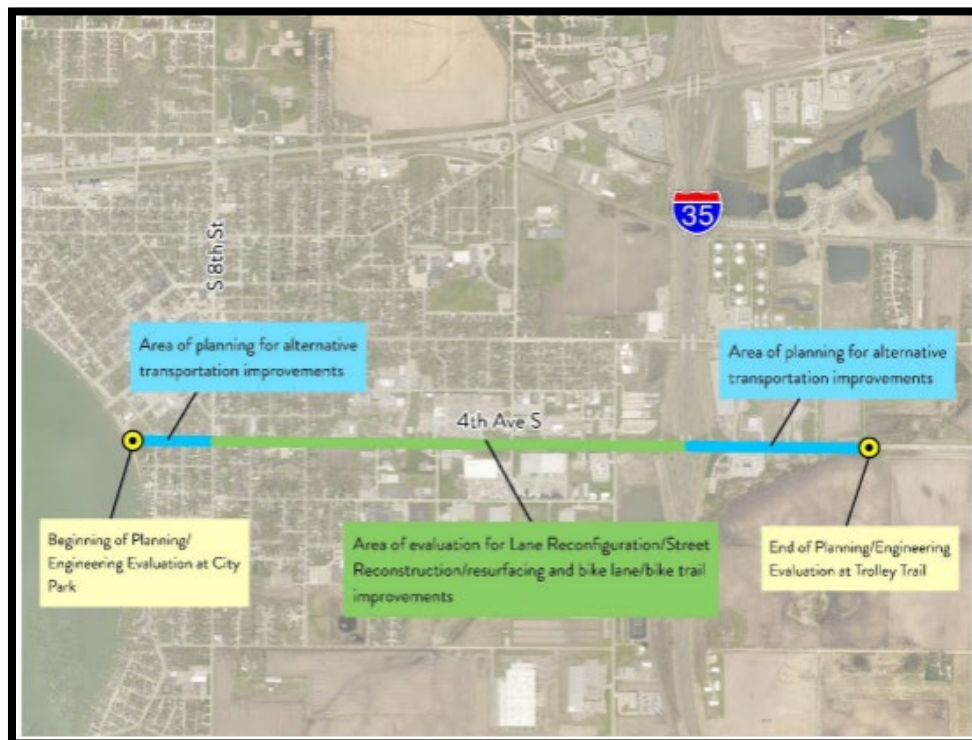 35
S 8th St
Area of planning for alternative
transportation improvements
Area of planning for alternative
transportation improvements
4th Ave S
Beginning of Planning/
Engineering Evaluation at City
Park
Area of evaluation for Lane Reconfiguration/Street
Reconstruction/resurfacing and bike lane/bike trail
improvements
End of Planning/Engineering
Evaluation at Trolley Trail